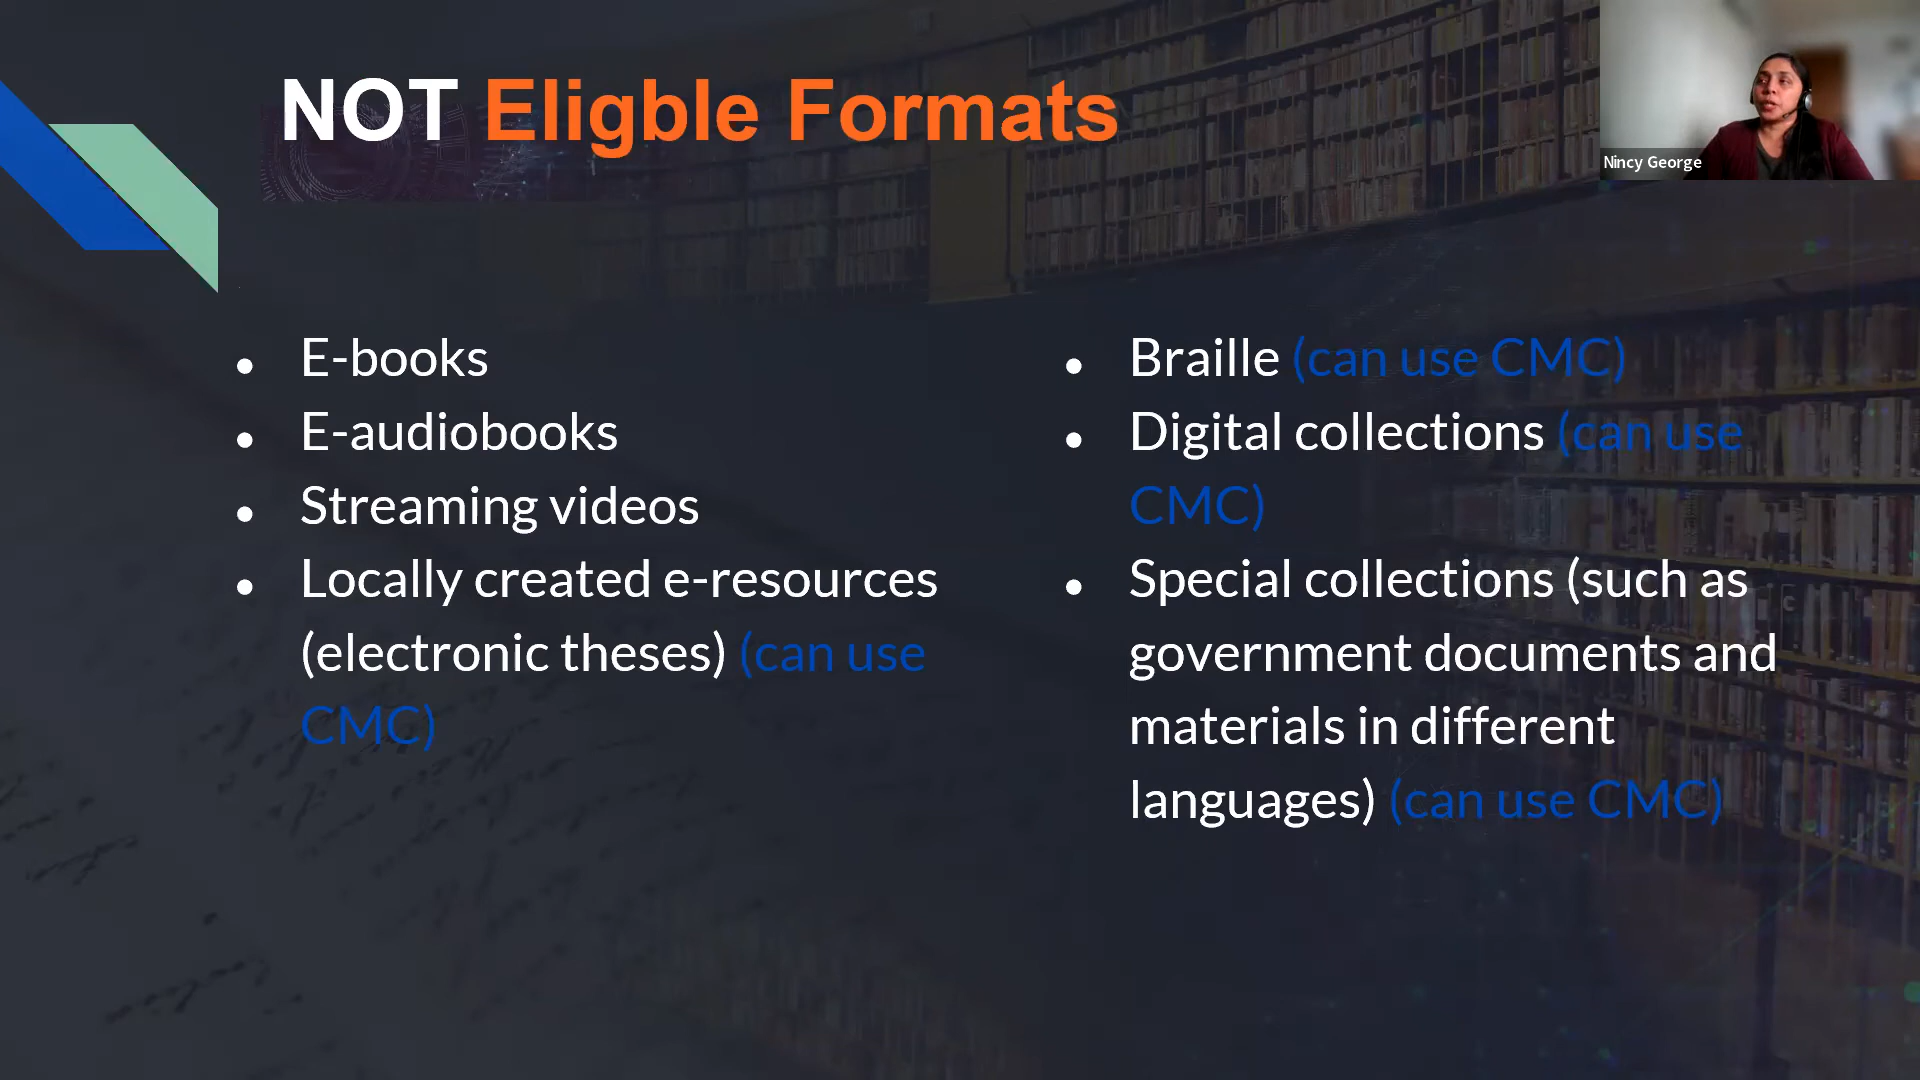 NOT Eligble Formats
Nincy George
● E-books
● E-audiobooks
● Streaming videos
● Locally created e-resources
(electronic theses) (can use
CMC)
● Braille (can use CMC)
● Digital collections (can use
CMC)
● Special collections (such as
government documents and
materials in different
languages) (can use CMC)